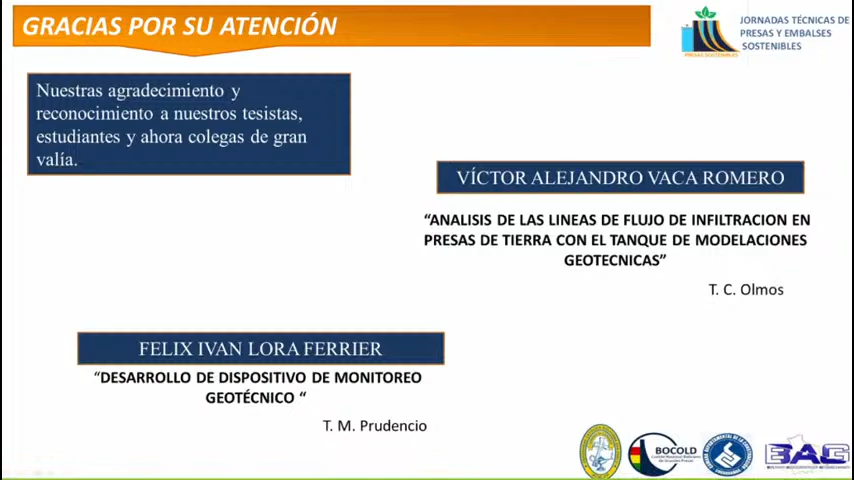 GRACIAS POR SU ATENCIÓN
JORNADAS TÉCNICAS DE
PRESAS Y EMBALSES
SOSTENIBLES
PRESAS SOSTENIBLES
Nuestras agradecimiento y
reconocimiento a nuestros tesistas,
estudiantes y ahora colegas de gran
valía.
VÍCTOR ALEJANDRO VACA ROMERO
“ANALISIS DE LAS LINEAS DE FLUJO DE INFILTRACION EN
PRESAS DE TIERRA CON EL TANQUE DE MODELACIONES
GEOTECNICAS”
T. C. Olmos
FELIX IVAN LORA FERRIER
“DESARROLLO DE DISPOSITIVO DE MONITOREO
GEOTÉCNICO “
T. M. Prudencio
BOCOLD
BAG